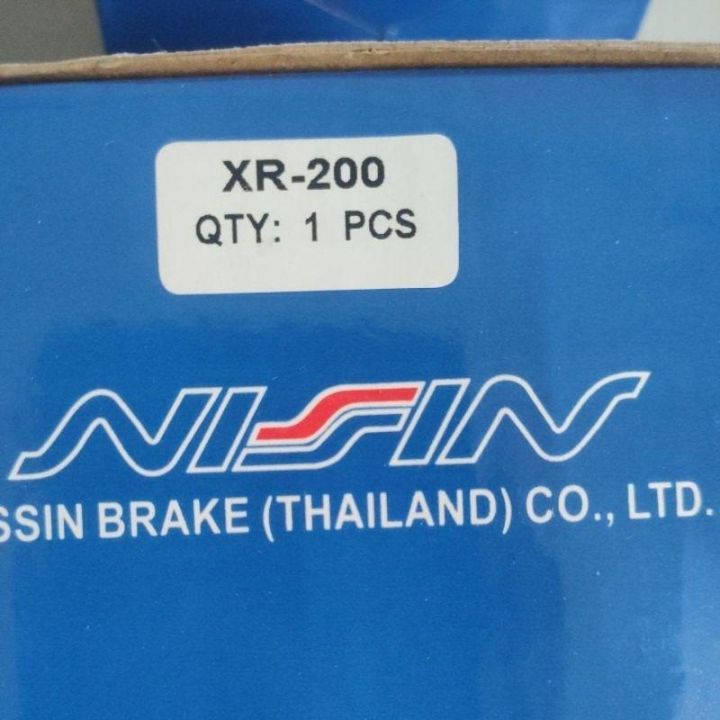 XR-200
QTY: 1 PCS
NISSIN
SSIN BRAKE (THAILAND) CO., LTD.